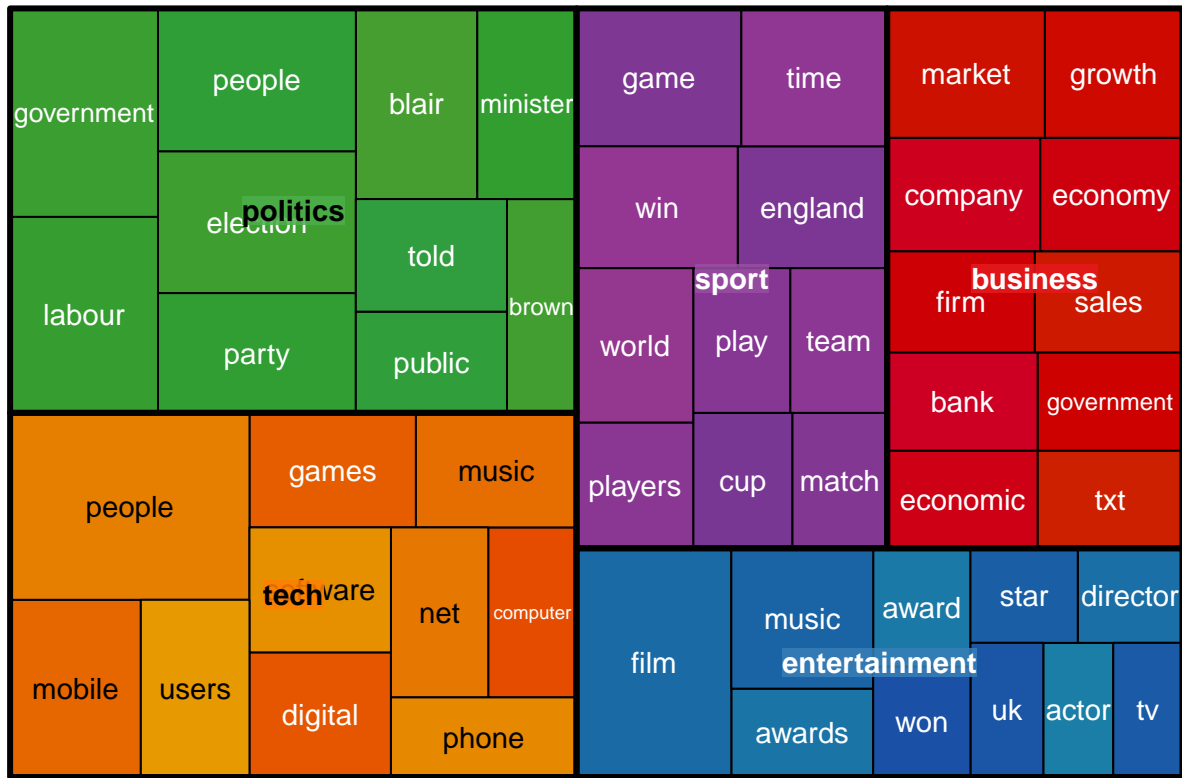 government
people
blair
minister
election
politics
labour
told
brown
party
public
game
time
win
england
sport
world
play
team
players
cup
match
market
growth
company
economy
business
firm
sales
bank
government
economic
txt
people
games
music
software
tech
net
computer
mobile
users
digital
phone
film
music
award
star
director
entertainment
awards
won
uk
actor
tv